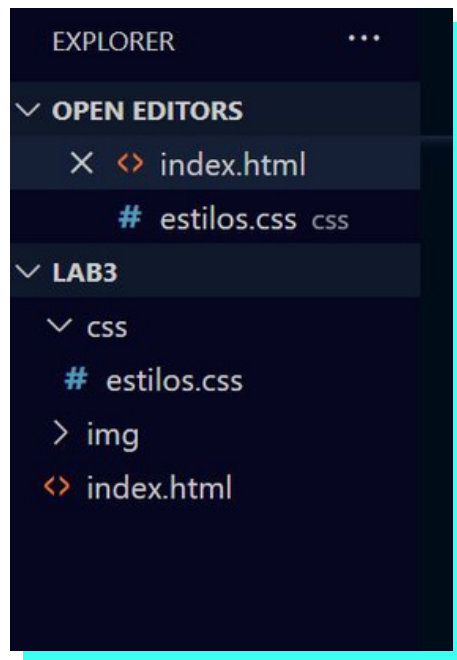 EXPLORER ...
OPEN EDITORS
index.html
# estilos.css css
LAB3
css
# estilos.css
img
<> index.html